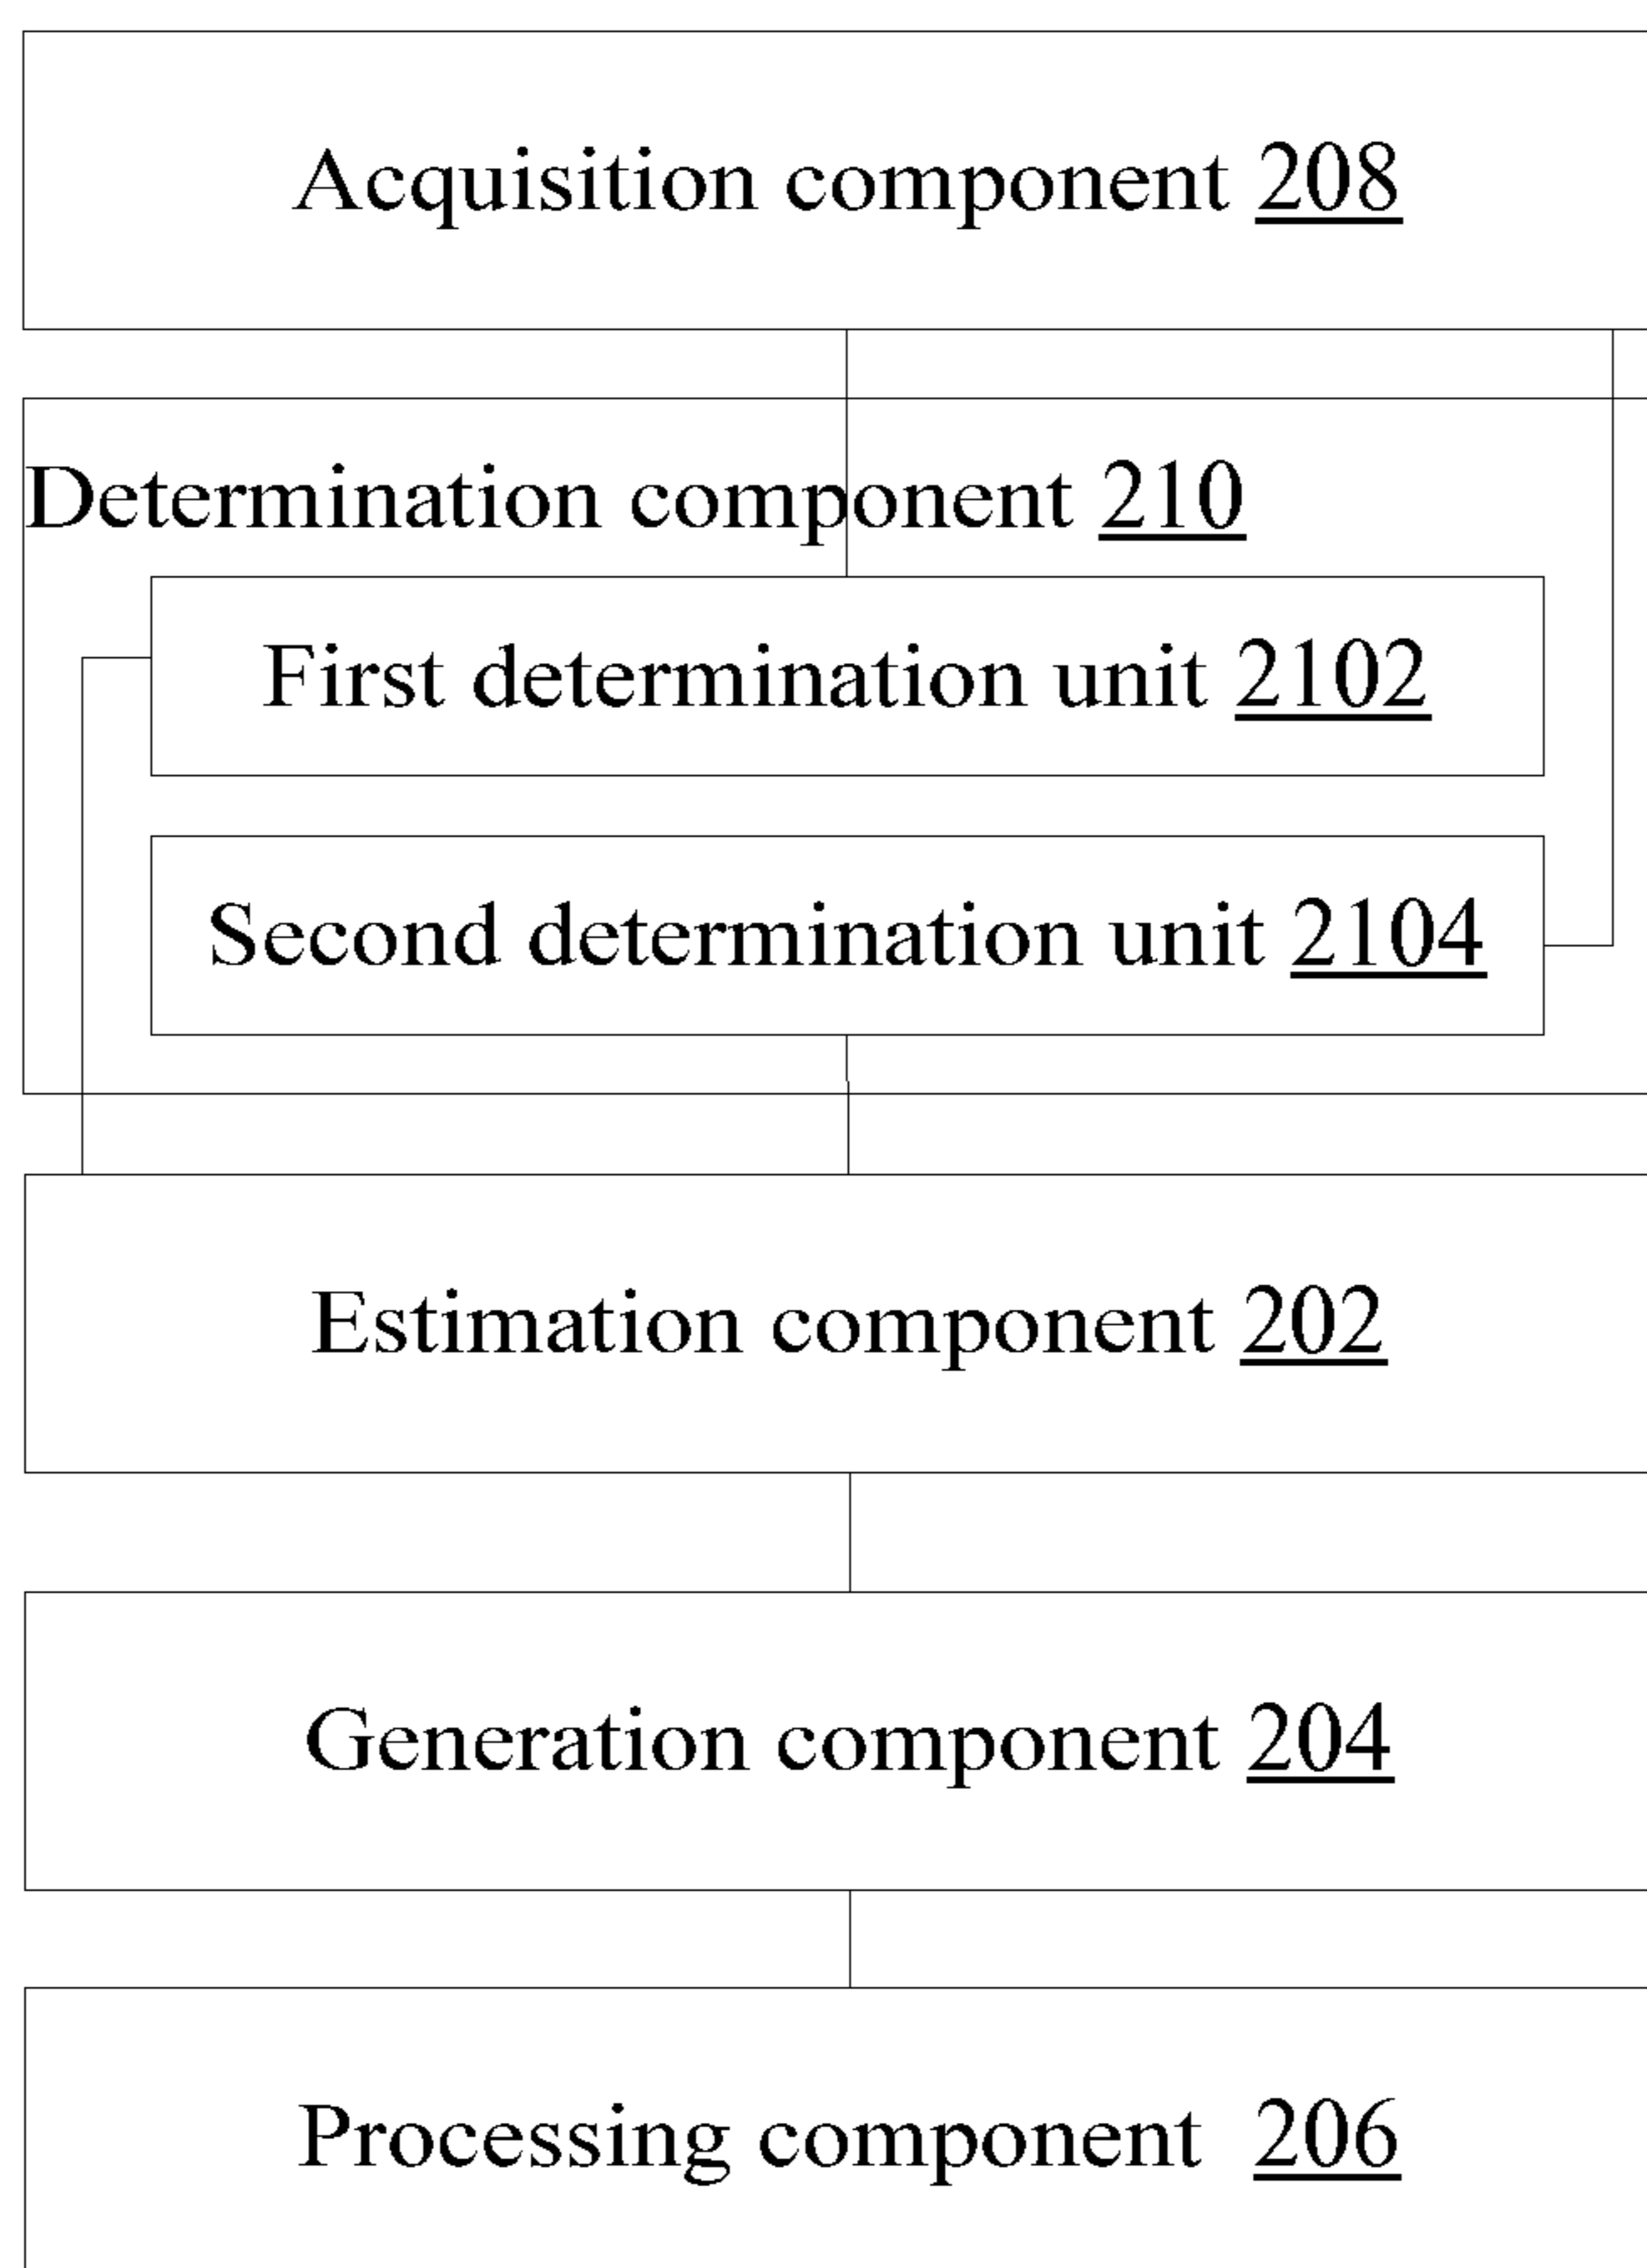 Acquisition component 208
Determination component 210
First determination unit 2102
Second determination unit 2104
Estimation component 202
Generation component 204
Processing component 206